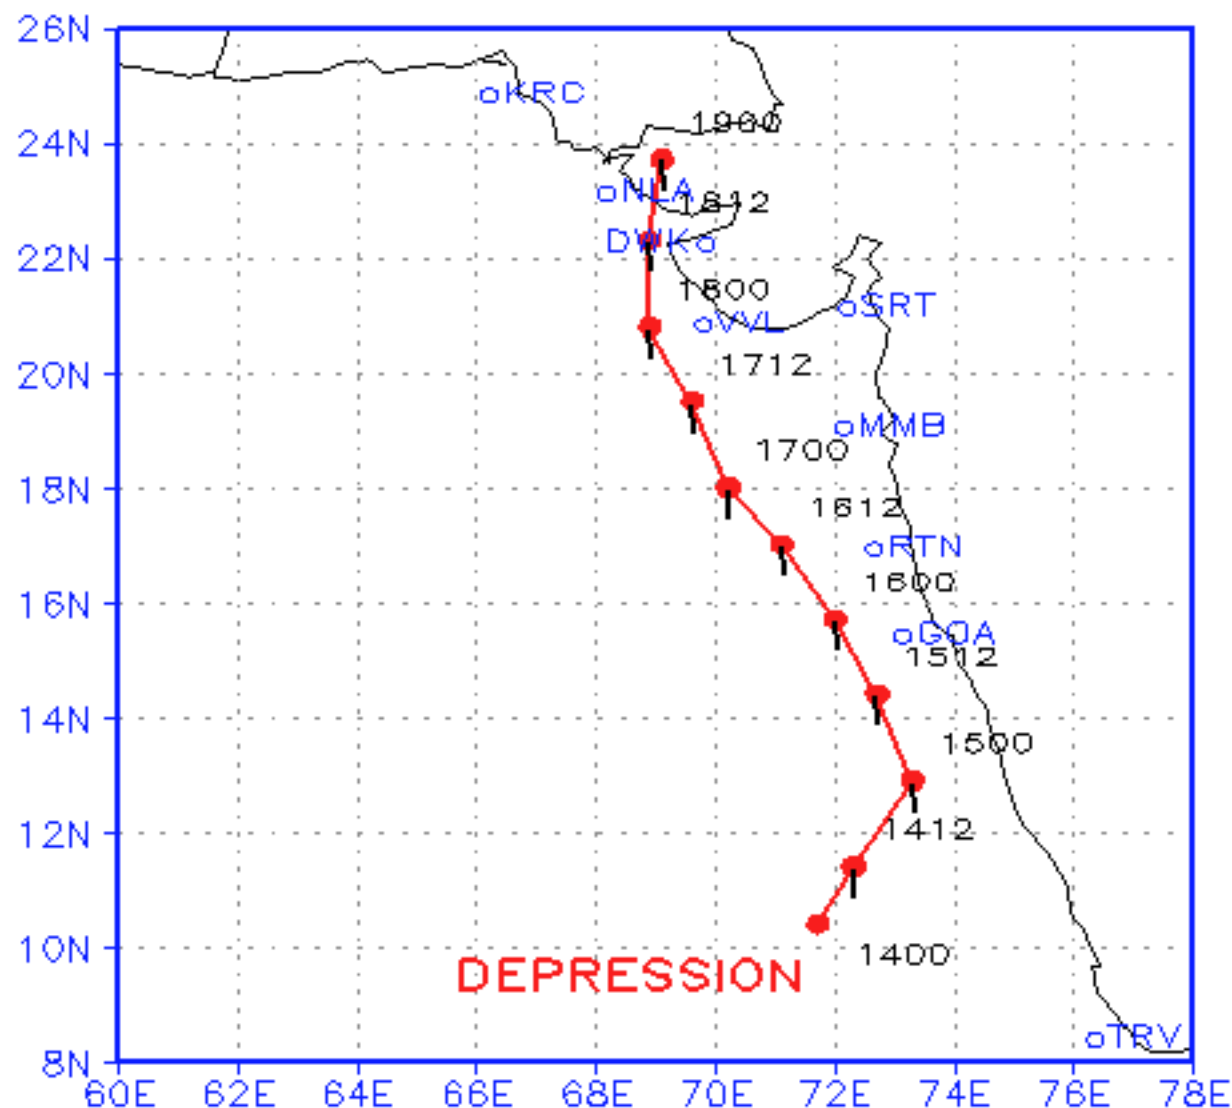 26N
KRC
1900
24N
NLA
1812
DWK
22N
1800
SRT
VVL
1712
20N
MMB
1700
18N
1612
RTN
1600
16N
GOA
1512
1500
14N
12N
1412
10N
1400
DEPRESSION
TRV
8N
60E 62E 64E 66E 68E 70E 72E 74E 76E 78E